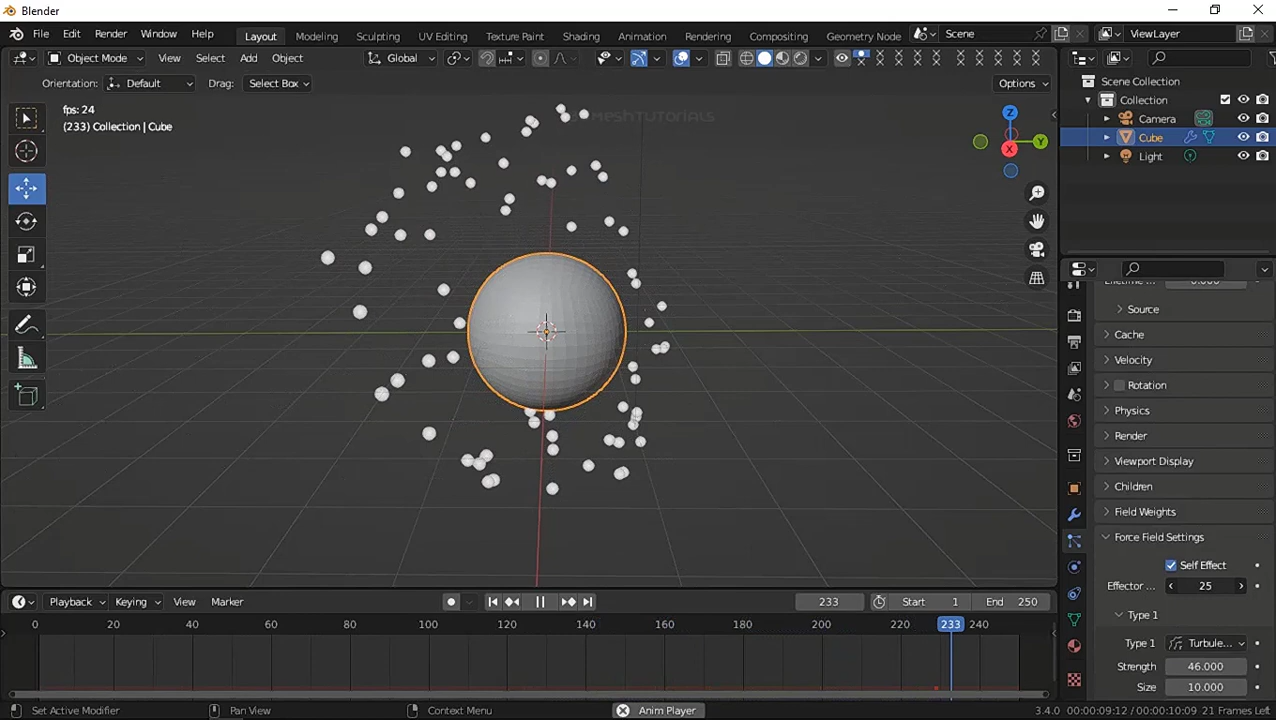 Blender
File Edit Render Window Help Layout Modeling Sculpting UV Editing Texture Paint Shading Animation Rendering Compositing Geometry Node Scene ViewLayer
Object Mode View Select Add Object Global
Orientation: Default Drag: Select Box Options
fps: 24
(233) Collection | Cube
MESHTUTORIALS
Z
Y
X
Scene Collection
Collection
Camera
Cube
Light
Source
Cache
Velocity
Rotation
Physics
Render
Viewport Display
Children
Field Weights
Force Field Settings
Self Effect
Effector ... 25
Type 1
Type 1 Turbule...
Strength 46.000
Size 10.000
Playback Keying View Marker 233 Start 1 End 250
0 20 40 60 80 100 120 140 160 180 200 220 233 240
Set Active Modifier Pan View Context Menu Anim Player 3.4.0 00:00:09:12 / 00:00:10:09 21 Frames Left